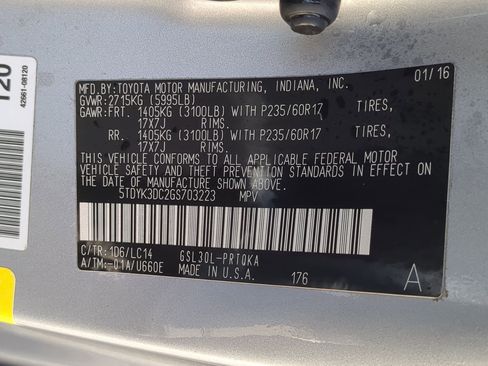 MFD.BY:TOYOTA MOTOR MANUFACTURING, INDIANA, INC. 01/16
GVWR:2715KG (5995LB)
GAWR:FRT. 1405KG (3100LB) WITH P235/60R17 TIRES,
17X7J RIMS.
RR. 1405KG (3100LB) WITH P235/60R17 TIRES,
17X7J RIMS.
THIS VEHICLE CONFORMS TO ALL APPLICABLE FEDERAL MOTOR
VEHICLE SAFETY AND THEFT PREVENTION STANDARDS IN EFFECT
ON THE DATE OF MANUFACTURE SHOWN ABOVE.
5TDYK3DC2GS703223 MPV
C/TR:1D6/LC14 GSL30L-PRTQKA
A/TM:-01A/U660E MADE IN U.S.A. 176 A
42661-08120
120